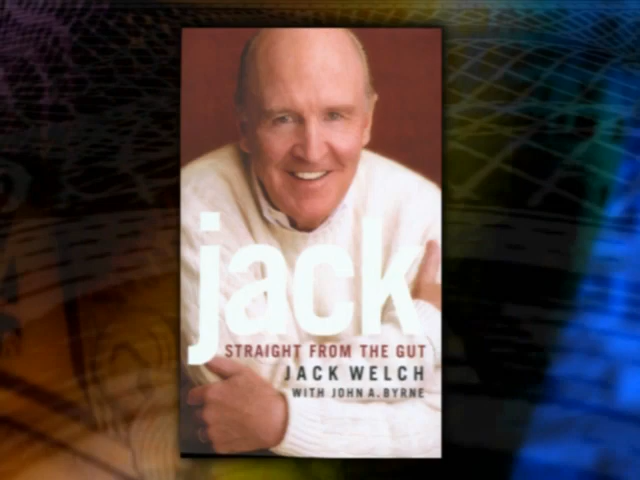 jack
STRAIGHT FROM THE GUT
JACK WELCH
WITH JOHN A. BYRNE